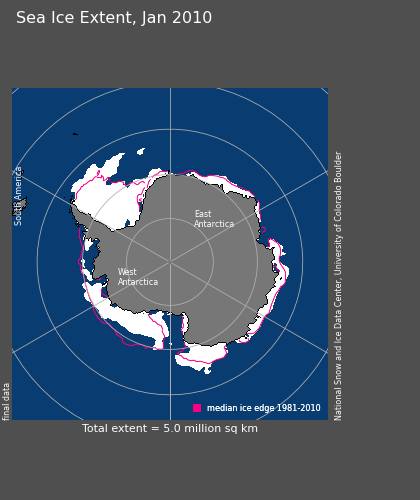 Sea Ice Extent, Jan 2010
South America
East
Antarctica
West
Antarctica
National Snow and Ice Data Center, University of Colorado Boulder
final data
median ice edge 1981-2010
Total extent = 5.0 million sq km